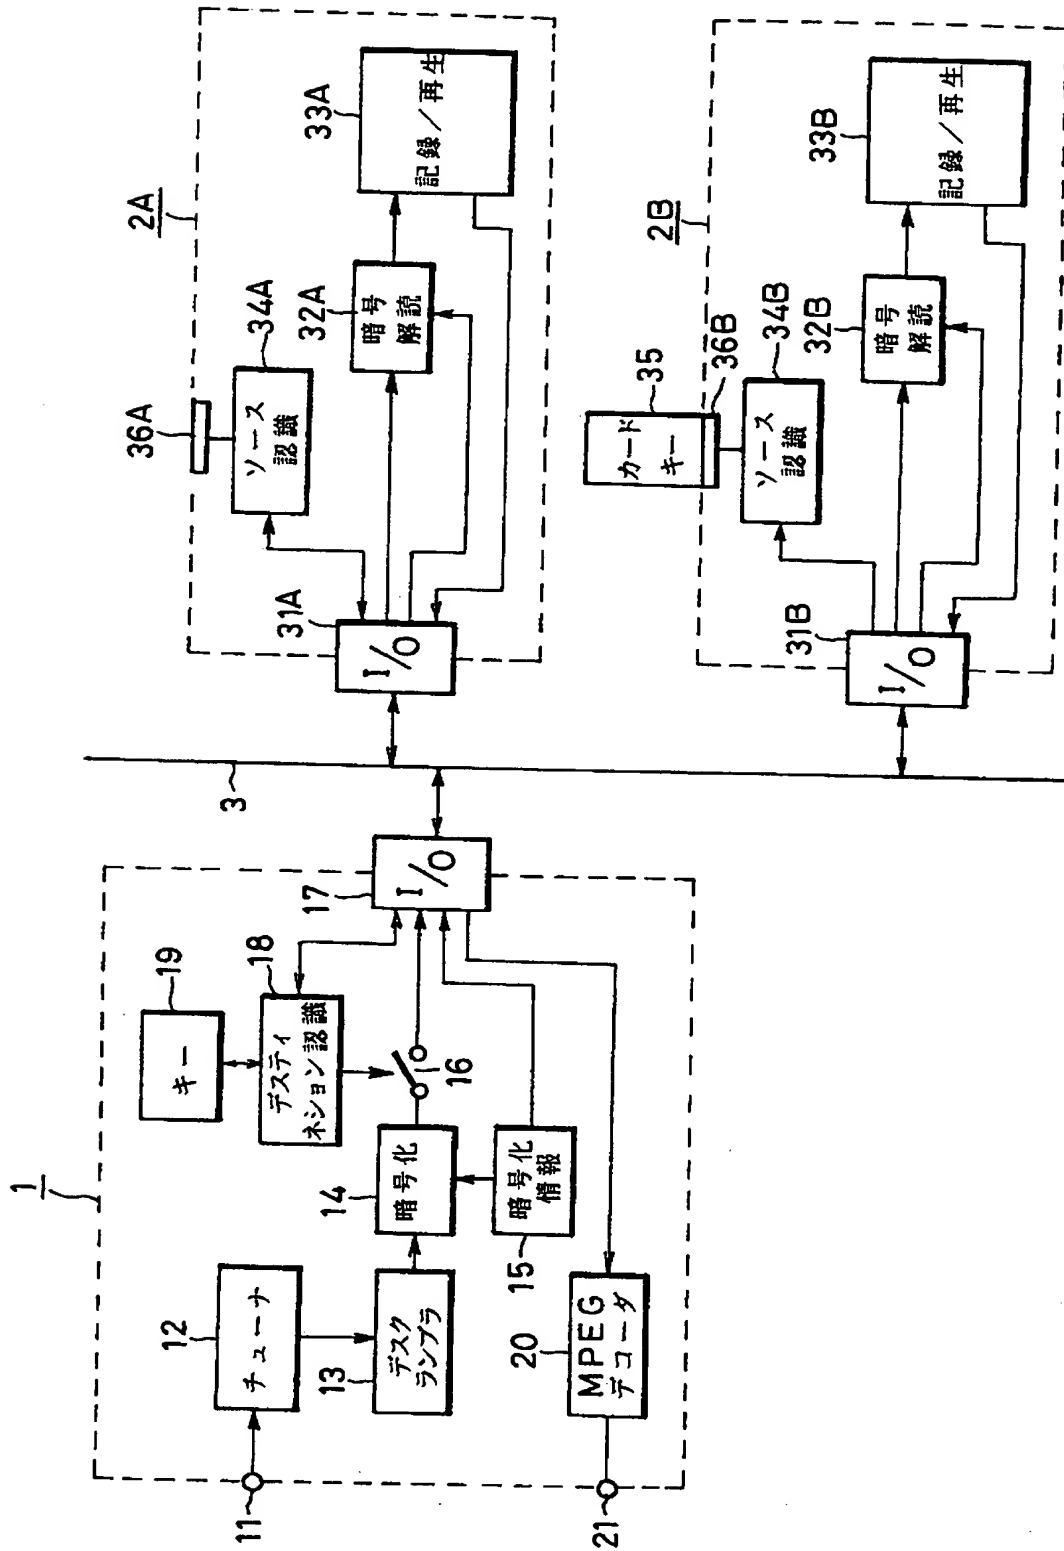 1
11
12
チューナ
13
デスク
ランブラ
14
暗号化
15
暗号化
情報
16
17
I/O
18
デスティ
ネション認識
19
キー
20
MPEG
デコーダ
21
3
2A
31A
I/O
32A
暗号
解読
33A
記録/再生
34A
ソース
認識
36A
2B
31B
I/O
32B
暗号
解読
33B
記録/再生
34B
ソース
認識
35
カード
キー
36B